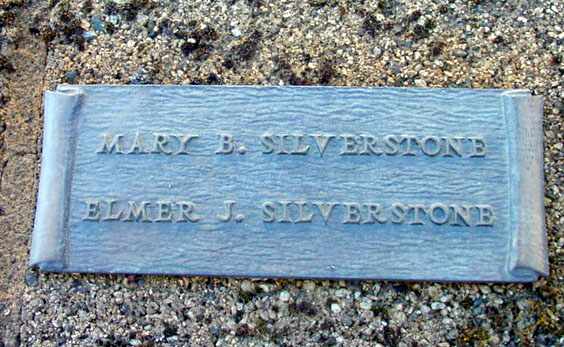 MARY B. SILVERSTONE
ELMER J. SILVERSTONE